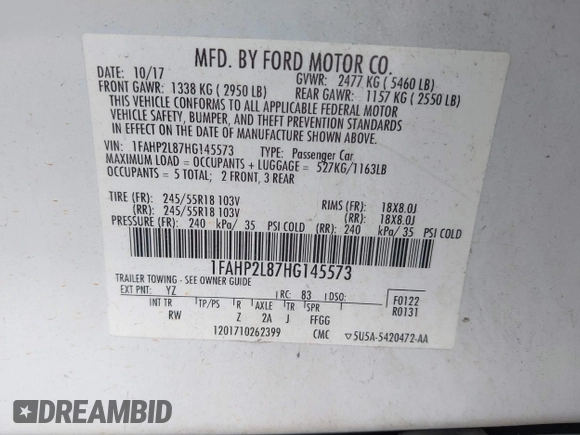 MFD. BY FORD MOTOR CO.
DATE: 10/17 GVWR: 2477 KG ( 5460 LB)
FRONT GAWR: 1338 KG ( 2950 LB) REAR GAWR: 1157 KG ( 2550 LB)
THIS VEHICLE CONFORMS TO ALL APPLICABLE FEDERAL MOTOR
VEHICLE SAFETY, BUMPER, AND THEFT PREVENTION STANDARDS
IN EFFECT ON THE DATE OF MANUFACTURE SHOWN ABOVE.
VIN: 1FAHP2L87HG145573 TYPE: Passenger Car
MAXIMUM LOAD = OCCUPANTS + LUGGAGE = 527KG/1163LB
OCCUPANTS = 5 TOTAL; 2 FRONT, 3 REAR
TIRE (FR): 245/55R18 103V RIMS (FR): 18X8.0J
(RR): 245/55R18 103V (RR): 18X8.0J
PRESSURE (FR): 240 kPa/ 35 PSI COLD (RR): 240 kPa/ 35 PSI COLD
1FAHP2L87HG145573
TRAILER TOWING - SEE OWNER GUIDE
EXT PNT: YZ RC: 83 DSO: F0122
INT TR TP/PS R AXLE TR SPR R0131
RW Z 2A J FFGG
1201710262399 CMC ▽5U5A-5420472-AA
DREAMBID